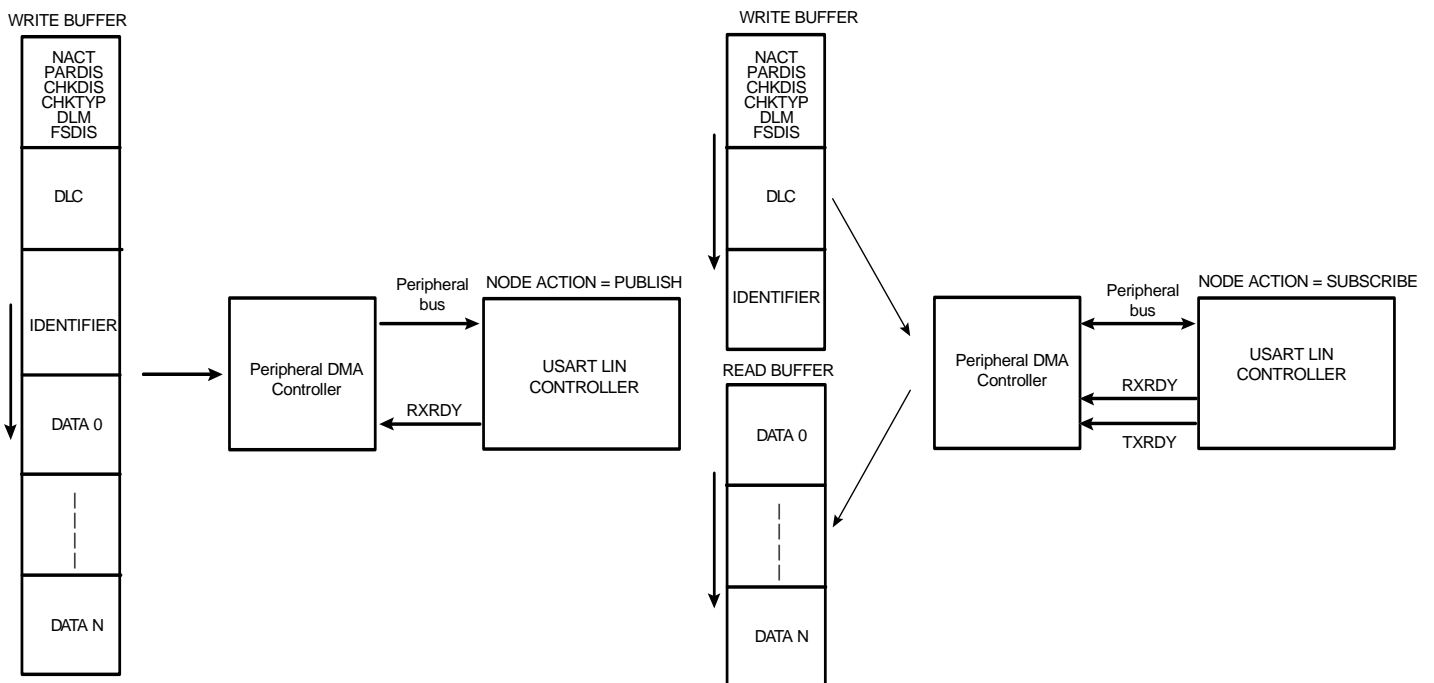 WRITE BUFFER
NACT
PARDIS
CHKDIS
CHKTYP
DLM
FSDIS
DLC
IDENTIFIER
DATA 0
DATA N
Peripheral DMA
Controller
Peripheral
bus
RXRDY
NODE ACTION = PUBLISH
USART LIN
CONTROLLER
WRITE BUFFER
NACT
PARDIS
CHKDIS
CHKTYP
DLM
FSDIS
DLC
IDENTIFIER
READ BUFFER
DATA 0
DATA N
Peripheral DMA
Controller
Peripheral
bus
RXRDY
TXRDY
NODE ACTION = SUBSCRIBE
USART LIN
CONTROLLER